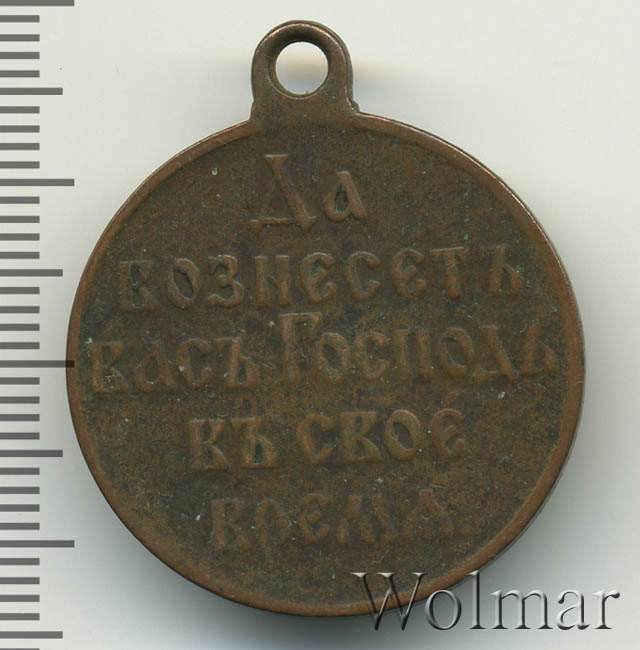 Да
вознесетъ
васъ Господь
къ свое
время.
Wolmar